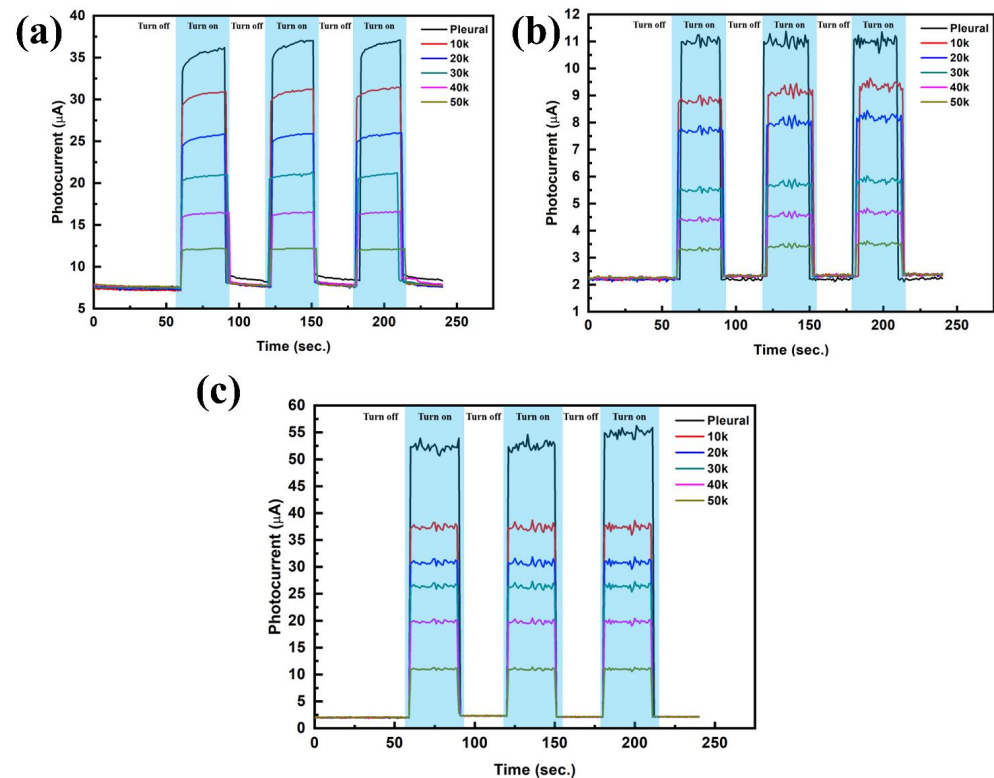 (a)
Turn off Turn on Turn off Turn on Turn off Turn on
Pleural
10k
20k
30k
40k
50k
40
35
30
25
20
15
10
5
Photocurrent (μA)
0 50 100 150 200 250
Time (sec.)
(b)
Turn off Turn on Turn off Turn on Turn off Turn on
Pleural
10k
20k
30k
40k
50k
12
11
10
9
8
7
6
5
4
3
2
1
Photocurrent (μA)
0 50 100 150 200 250
Time (sec.)
(c)
Turn off Turn on Turn off Turn on Turn off Turn on
Pleural
10k
20k
30k
40k
50k
60
55
50
45
40
35
30
25
20
15
10
5
0
Photocurrent (μA)
0 50 100 150 200 250
Time (sec.)